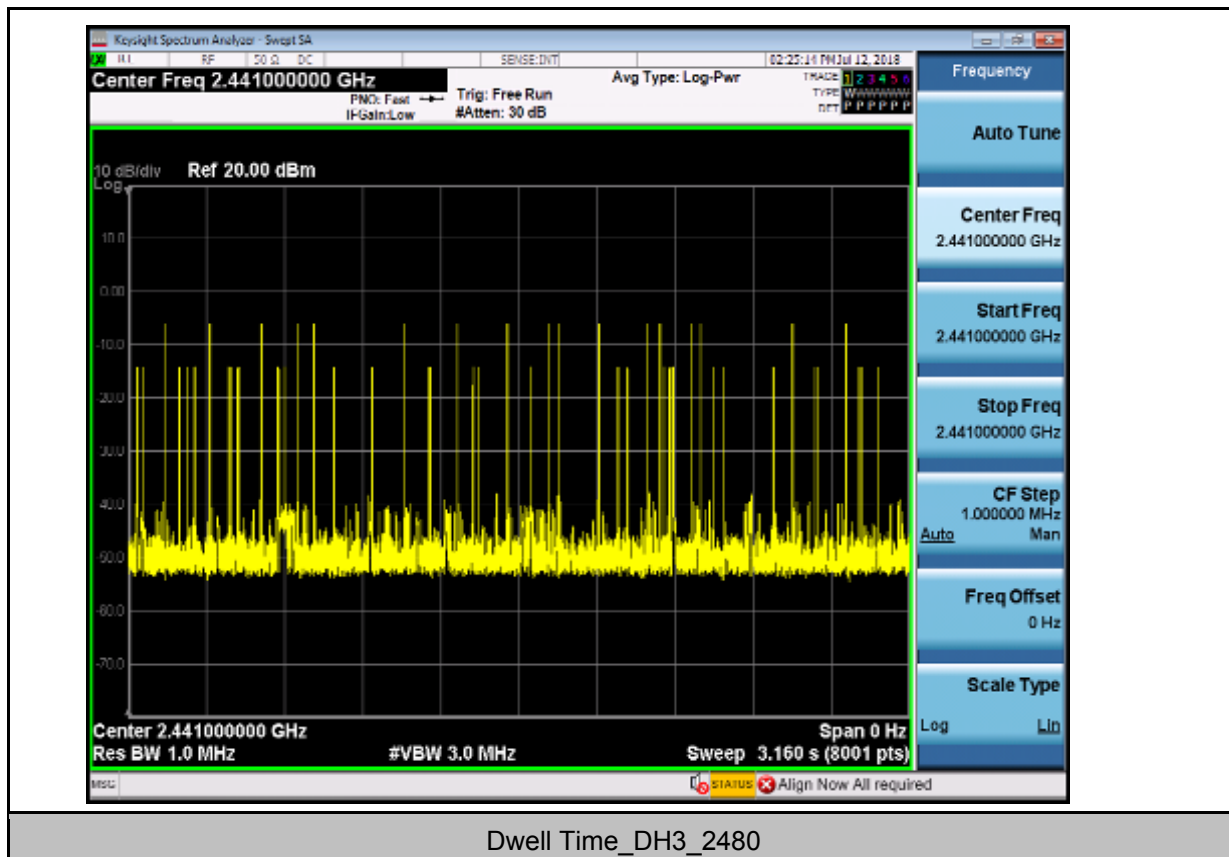 Keysight Spectrum Analyzer - Swept SA
RF 50 Ω DC SENSE:INT 02:25:14 PM Jul 12, 2018
Center Freq 2.441000000 GHz
PNO: Fast
IFGain:Low
Trig: Free Run
#Atten: 30 dB
Avg Type: Log-Pwr
TRACE 1 2 3 4 5 6
TYPE WWWWWW
DET P P P P P P
10 dB/div Ref 20.00 dBm
Log
10.0
0.00
-10.0
-20.0
-30.0
-40.0
-50.0
-60.0
-70.0
Center 2.441000000 GHz Span 0 Hz
Res BW 1.0 MHz #VBW 3.0 MHz Sweep 3.160 s (8001 pts)
MSG STATUS Align Now All required
Frequency
Auto Tune
Center Freq
2.441000000 GHz
Start Freq
2.441000000 GHz
Stop Freq
2.441000000 GHz
CF Step
1.000000 MHz
Auto Man
Freq Offset
0 Hz
Scale Type
Log Lin
Dwell Time_DH3_2480